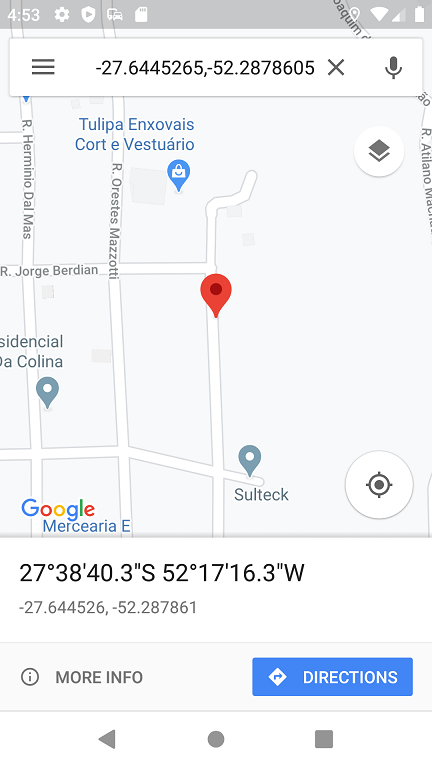 4:53
-27.6445265,-52.2878605
Tulipa Enxovais
Cort e Vestuário
R. Herminio Dal Mas
R. Orestes Mazzotti
R. Jorge Berdian
sidencial
Da Colina
Sulteck
Google
Mercearia E
27°38'40.3"S 52°17'16.3"W
-27.644526, -52.287861
MORE INFO
DIRECTIONS